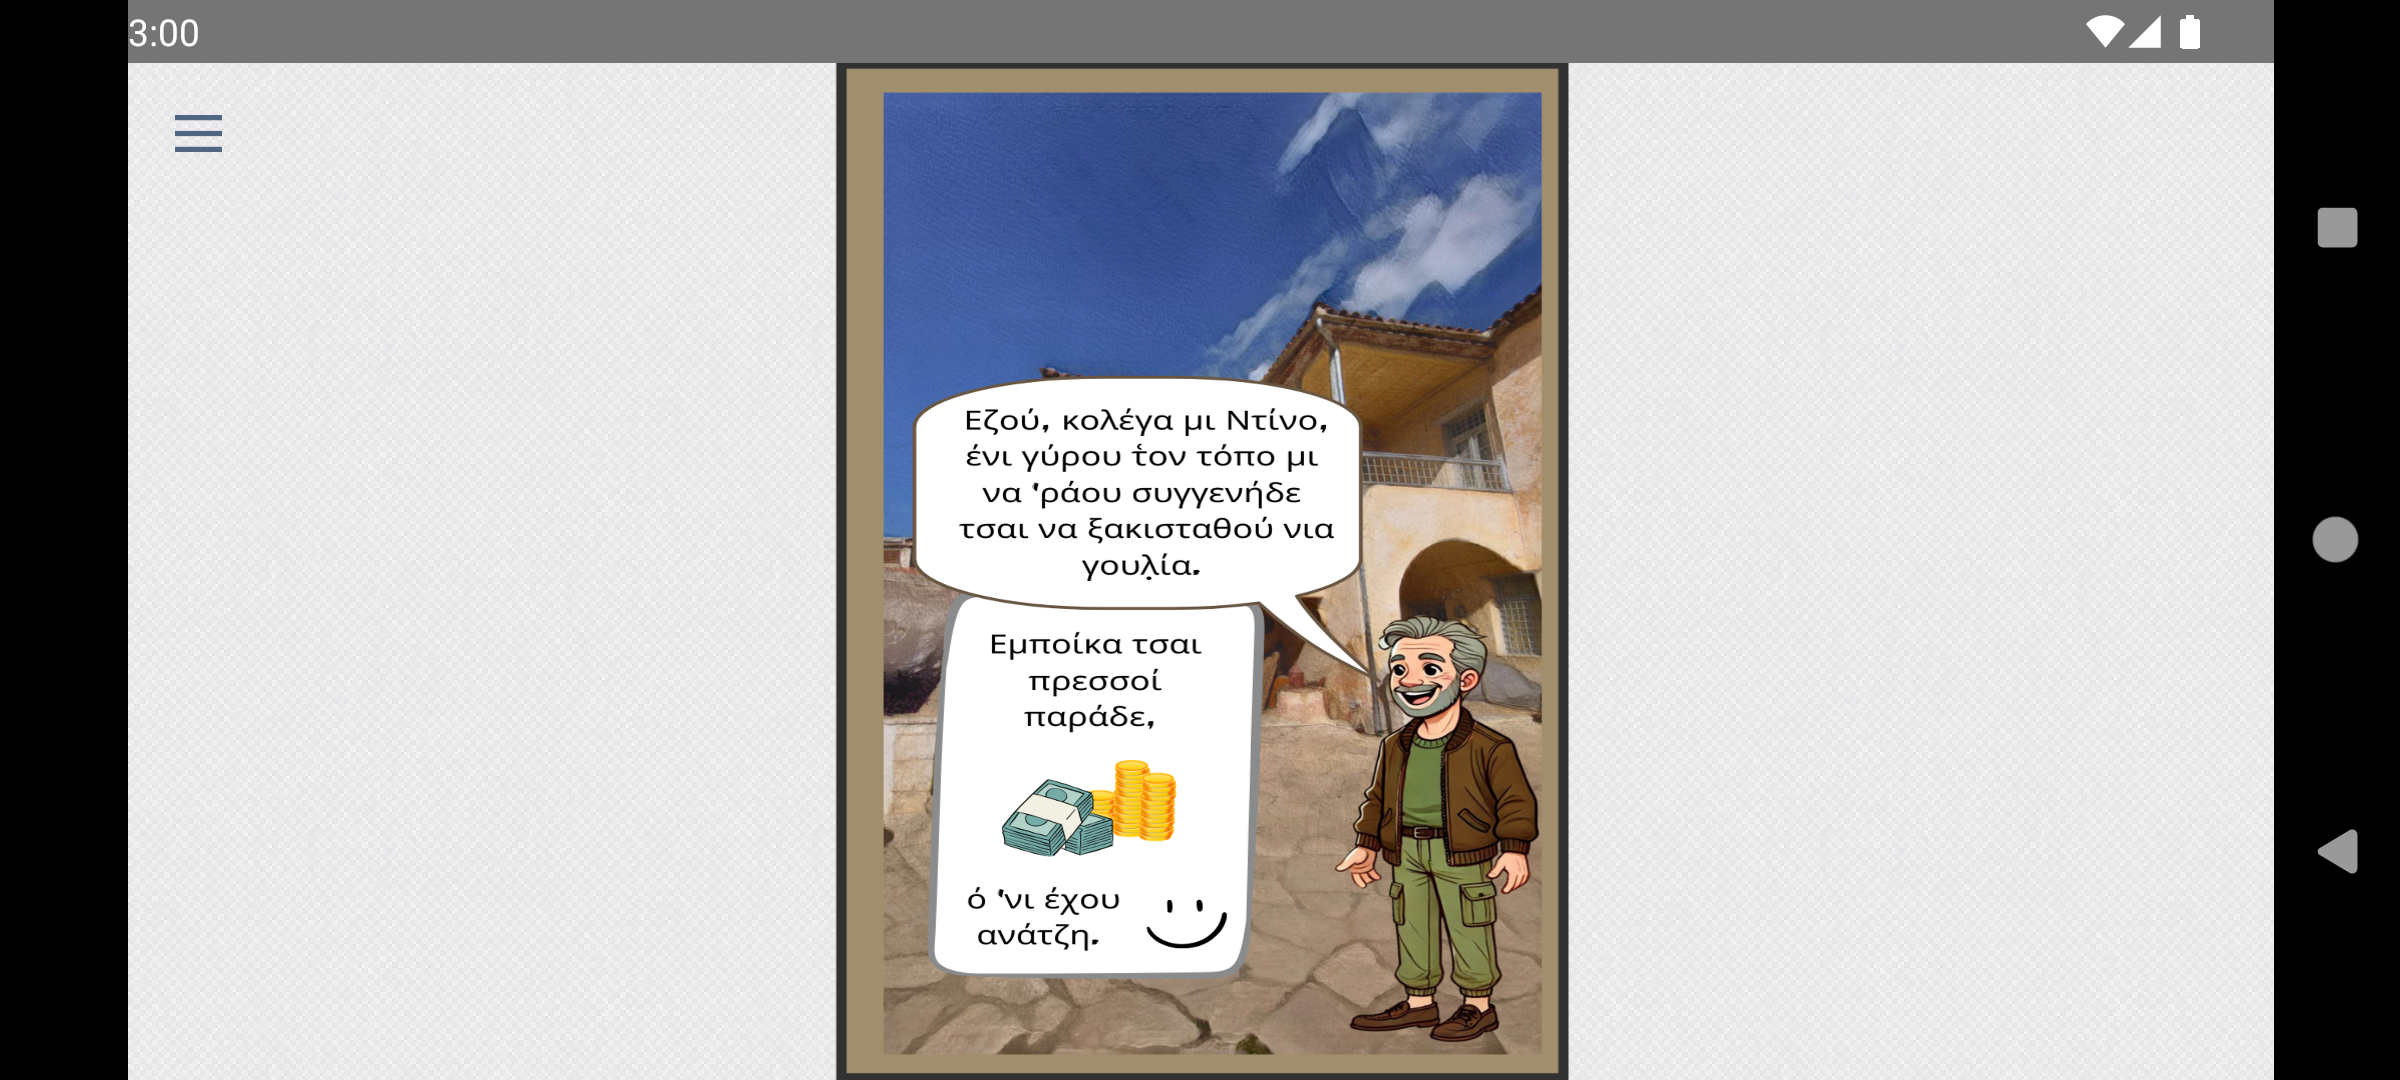 3:00
Εζού, κολέγα μι Ντίνο,
ένι γύρου τ̇ον τόπο μι
να 'ράου συγγενήδε
τσαι να ξακισταθού νια
γουλ̣ία.
Εμποίκα τσαι
πρεσσοί
παράδε,
ό 'νι έχου
ανάτζη.